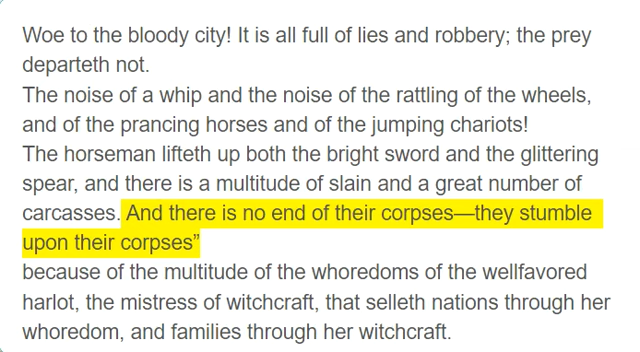 Woe to the bloody city! It is all full of lies and robbery; the prey
departeth not.
The noise of a whip and the noise of the rattling of the wheels,
and of the prancing horses and of the jumping chariots!
The horseman lifteth up both the bright sword and the glittering
spear, and there is a multitude of slain and a great number of
carcasses. And there is no end of their corpses—they stumble
upon their corpses”
because of the multitude of the whoredoms of the wellfavored
harlot, the mistress of witchcraft, that selleth nations through her
whoredom, and families through her witchcraft.